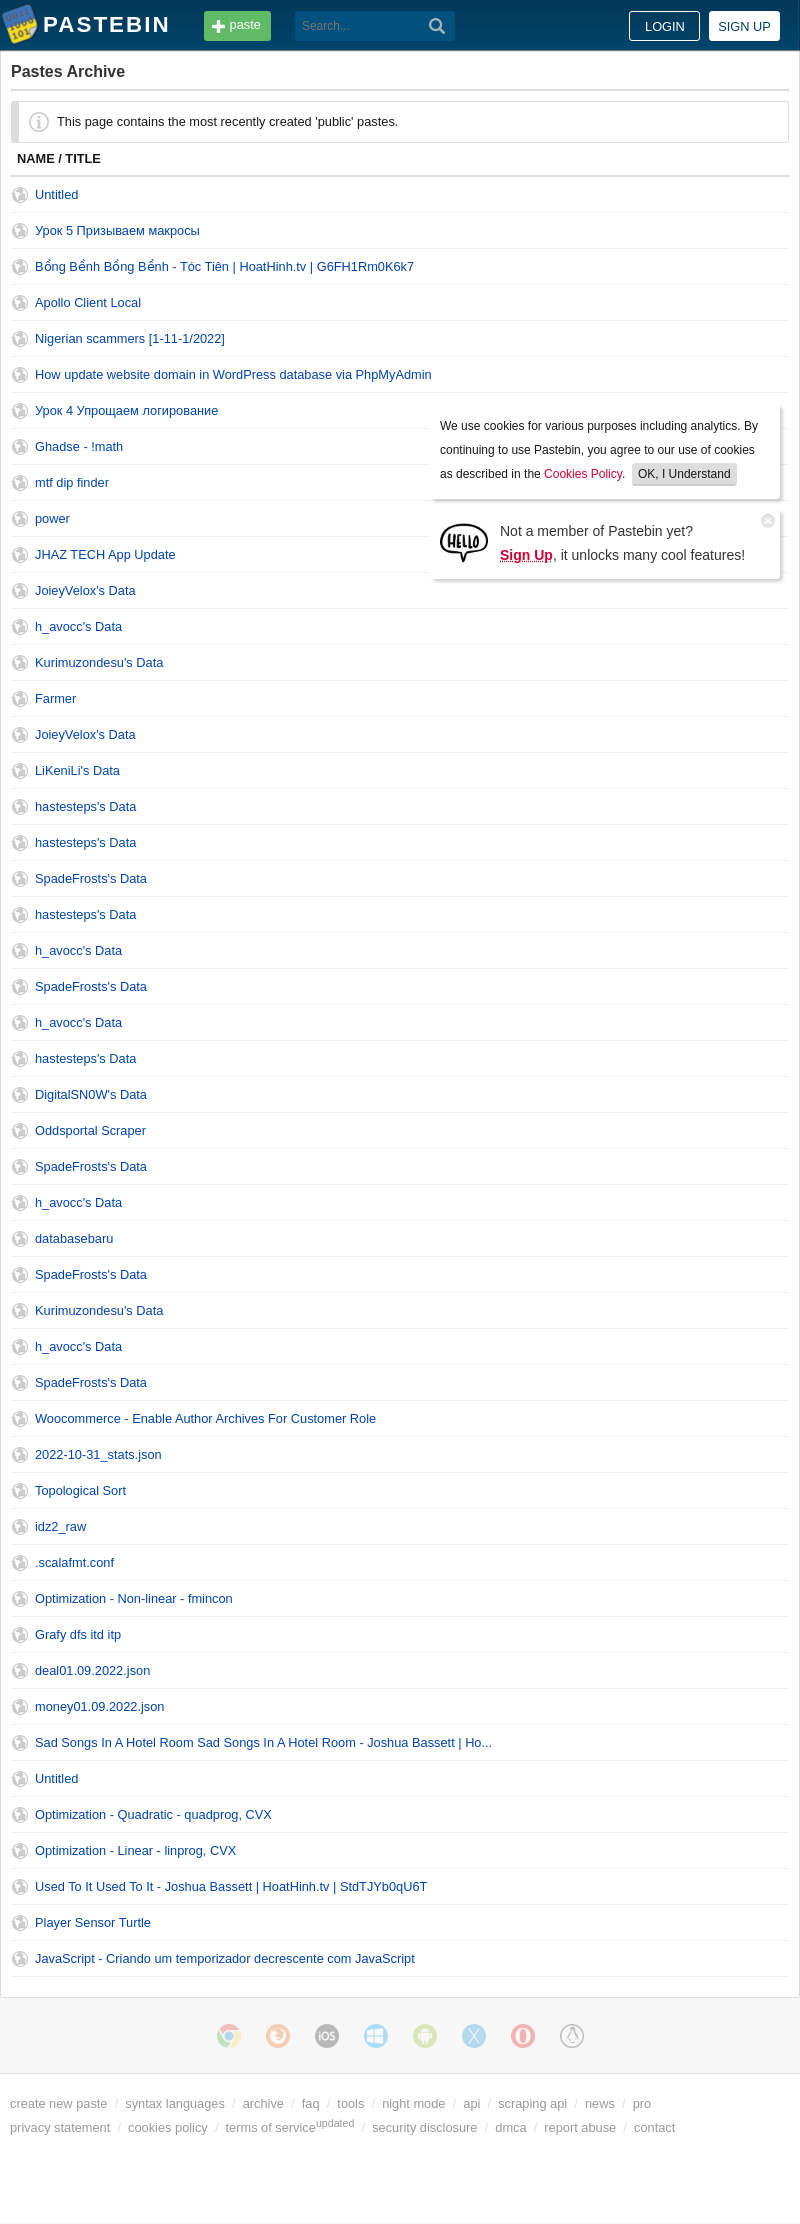 PASTEBIN
paste
Search...
LOGIN
SIGN UP
Pastes Archive
This page contains the most recently created 'public' pastes.
NAME / TITLE
Untitled
Урок 5 Призываем макросы
Bồng Bềnh Bồng Bềnh - Tóc Tiên | HoatHinh.tv | G6FH1Rm0K6k7
Apollo Client Local
Nigerian scammers [1-11-1/2022]
How update website domain in WordPress database via PhpMyAdmin
Урок 4 Упрощаем логирование
Ghadse - !math
mtf dip finder
power
JHAZ TECH App Update
We use cookies for various purposes including analytics. By
continuing to use Pastebin, you agree to our use of cookies
as described in the Cookies Policy. OK, I Understand
HELLO
Not a member of Pastebin yet?
Sign Up, it unlocks many cool features!
JoieyVelox's Data
h_avocc's Data
Kurimuzondesu's Data
Farmer
JoieyVelox's Data
LiKeniLi's Data
hastesteps's Data
hastesteps's Data
SpadeFrosts's Data
hastesteps's Data
h_avocc's Data
SpadeFrosts's Data
h_avocc's Data
hastesteps's Data
DigitalSN0W's Data
Oddsportal Scraper
SpadeFrosts's Data
h_avocc's Data
databasebaru
SpadeFrosts's Data
Kurimuzondesu's Data
h_avocc's Data
SpadeFrosts's Data
Woocommerce - Enable Author Archives For Customer Role
2022-10-31_stats.json
Topological Sort
idz2_raw
.scalafmt.conf
Optimization - Non-linear - fmincon
Grafy dfs itd itp
deal01.09.2022.json
money01.09.2022.json
Sad Songs In A Hotel Room Sad Songs In A Hotel Room - Joshua Bassett | Ho...
Untitled
Optimization - Quadratic - quadprog, CVX
Optimization - Linear - linprog, CVX
Used To It Used To It - Joshua Bassett | HoatHinh.tv | StdTJYb0qU6T
Player Sensor Turtle
JavaScript - Criando um temporizador decrescente com JavaScript
iOS
create new paste / syntax languages / archive / faq / tools / night mode / api / scraping api / news / pro
privacy statement / cookies policy / terms of service updated / security disclosure / dmca / report abuse / contact